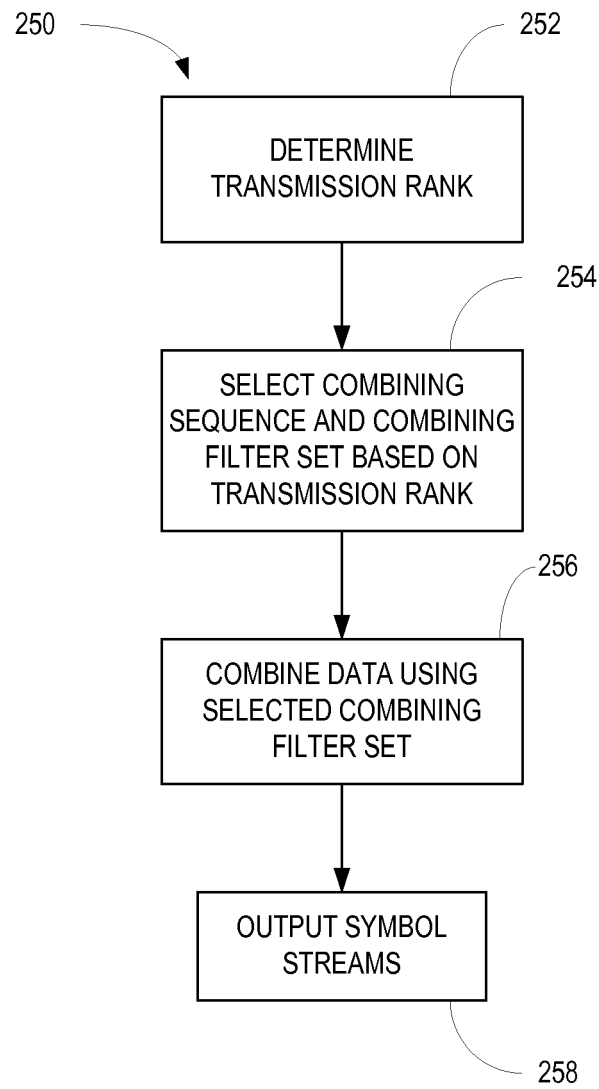 250
252
DETERMINE
TRANSMISSION RANK
254
SELECT COMBINING
SEQUENCE AND COMBINING
FILTER SET BASED ON
TRANSMISSION RANK
256
COMBINE DATA USING
SELECTED COMBINING
FILTER SET
OUTPUT SYMBOL
STREAMS
258